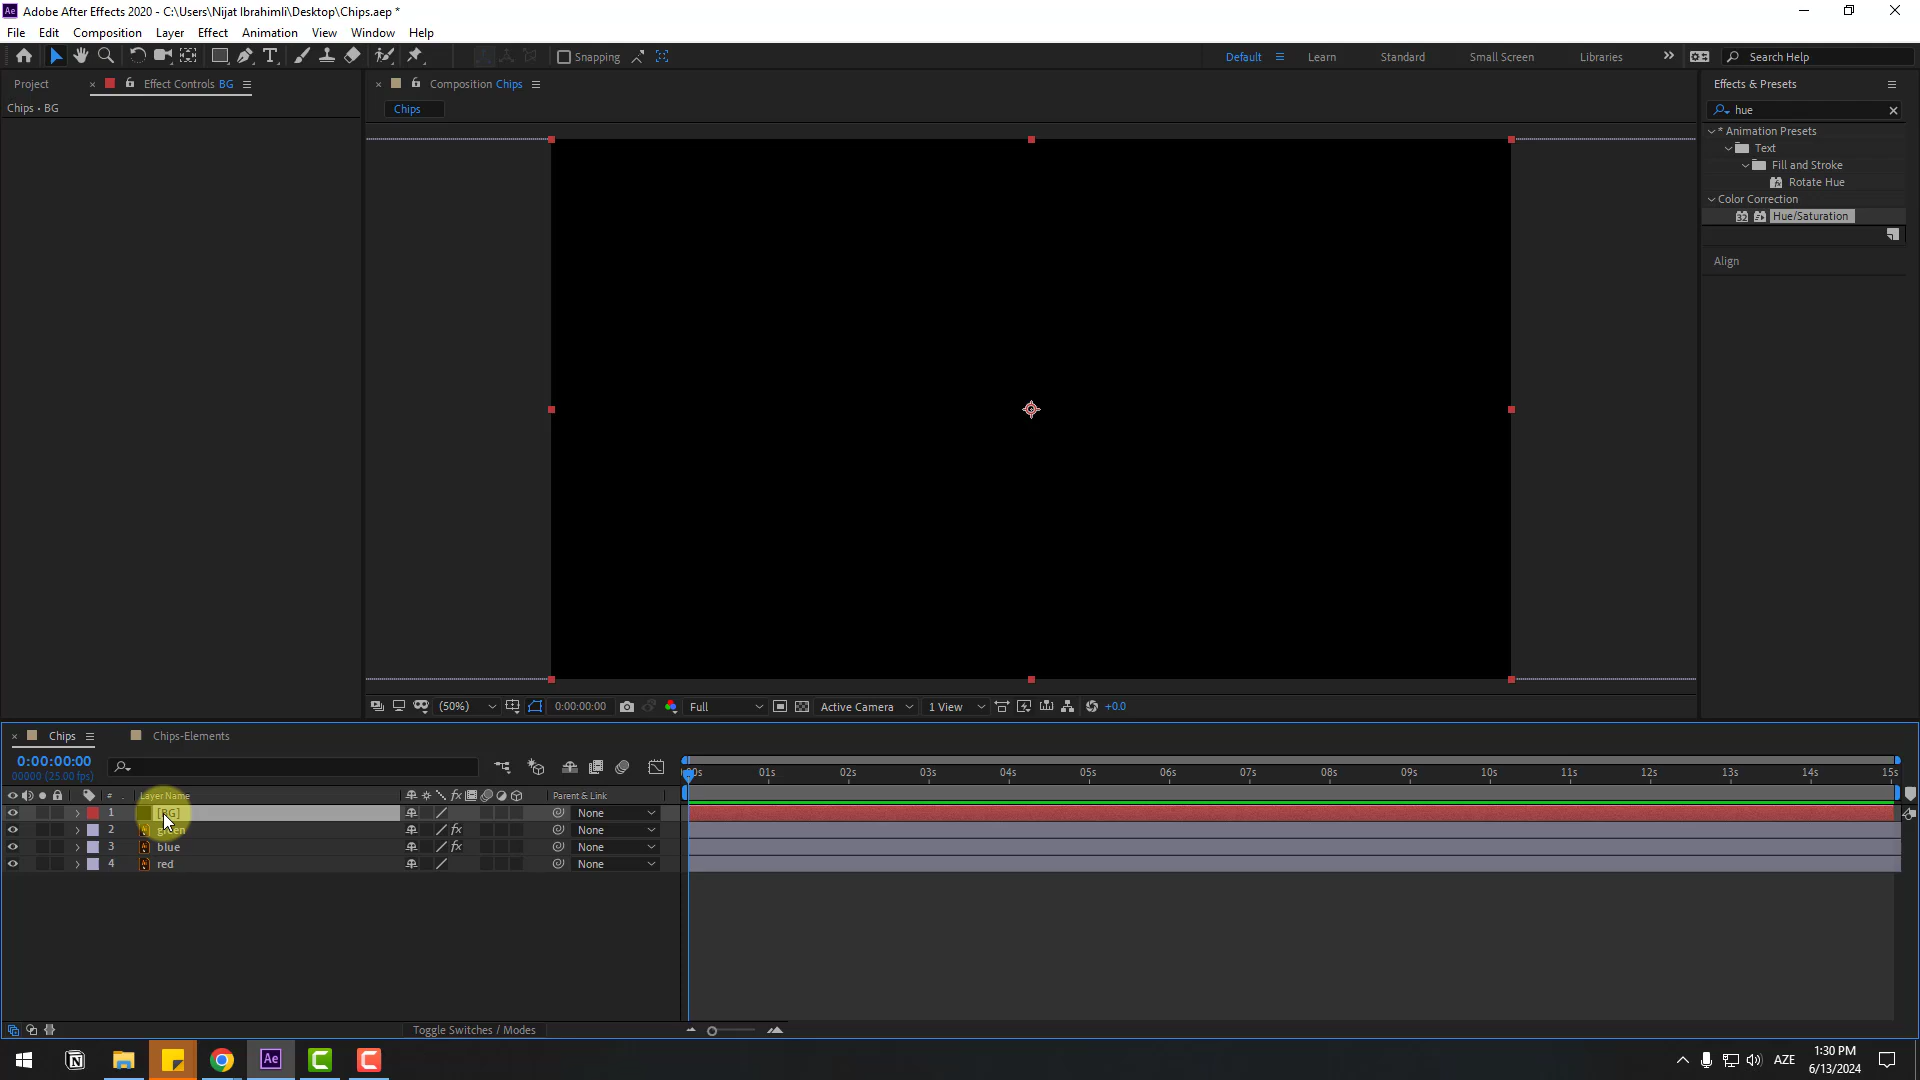 Adobe After Effects 2020 - C:\Users\Nijat Ibrahimli\Desktop\Chips.aep *
File Edit Composition Layer Effect Animation View Window Help
Snapping
Default Learn Standard Small Screen Libraries
Search Help
Project
Effect Controls BG
Composition Chips
Effects & Presets
Chips • BG
Chips
hue
* Animation Presets
Text
Fill and Stroke
Rotate Hue
Color Correction
Hue/Saturation
Align
(50%) 0:00:00:00 Full Active Camera 1 View +0.0
Chips Chips-Elements
0:00:00:00
00000 (25.00 fps)
00s 01s 02s 03s 04s 05s 06s 07s 08s 09s 10s 11s 12s 13s 14s 15s
# Layer Name Parent & Link
1 [BG] None
2 green None
3 blue None
4 red None
Toggle Switches / Modes
AZE
1:30 PM
6/13/2024